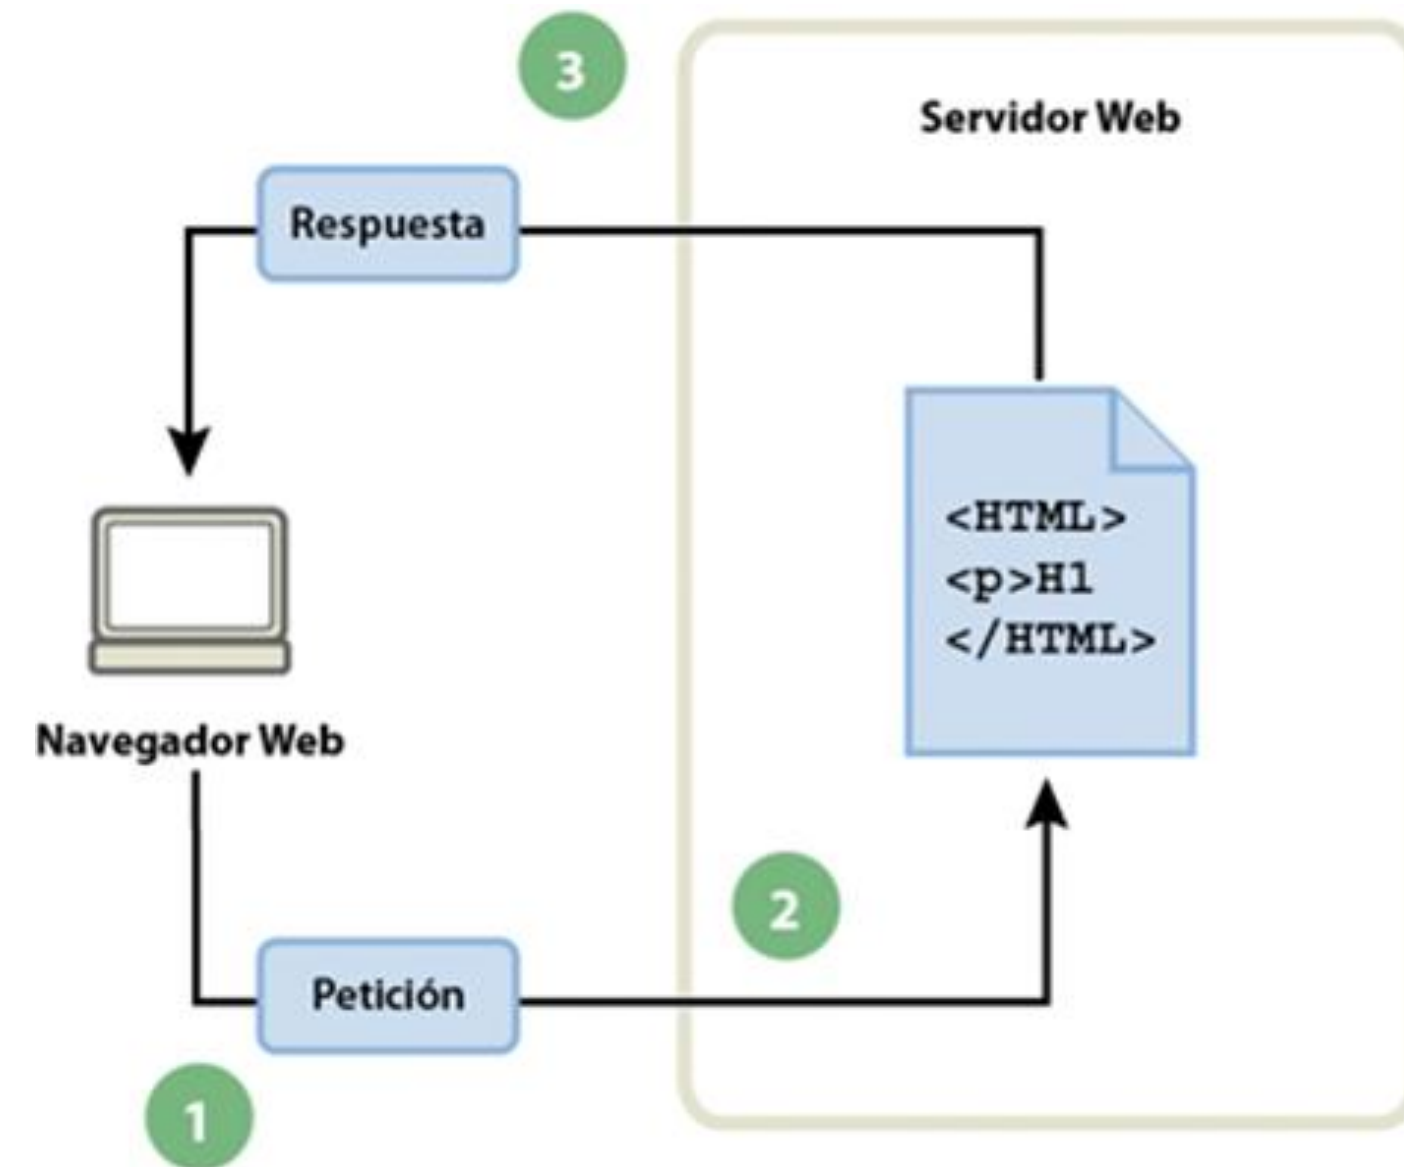 3
Servidor Web
Respuesta
<HTML>
<p>H1
</HTML>
Navegador Web
2
Petición
1